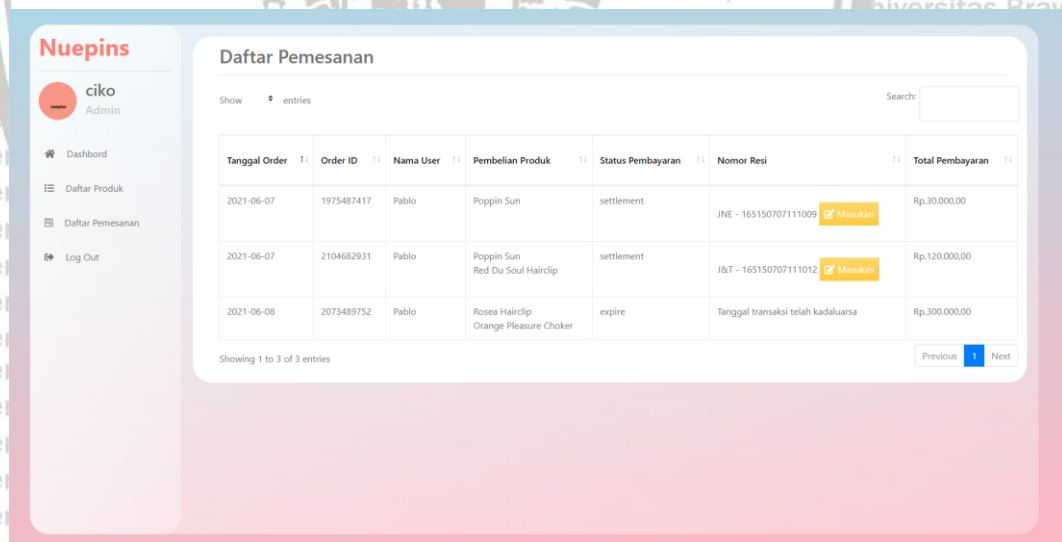 Universitas Braw
Nuepins
ciko
Admin
Dashbord
Daftar Produk
Daftar Pemesanan
Log Out
Daftar Pemesanan
Show entries
Search:
Tanggal Order Order ID Nama User Pembelian Produk Status Pembayaran Nomor Resi Total Pembayaran
2021-06-07 1975487417 Pablo Poppin Sun settlement JNE - 165150707111009 Masukan Rp.30.000,00
2021-06-07 2104682931 Pablo Poppin Sun settlement J&T - 165150707111012 Masukan Rp.120.000,00
Red Du Soul Hairclip
2021-06-08 2073489752 Pablo Rosea Hairclip expire Tanggal transaksi telah kadaluarsa Rp.300.000,00
Orange Pleasure Choker
Showing 1 to 3 of 3 entries
Previous 1 Next